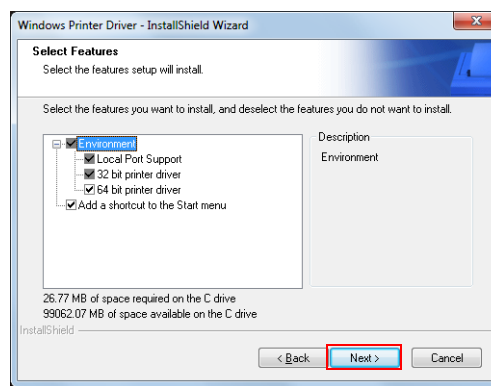 Windows Printer Driver - InstallShield Wizard
Select Features
Select the features setup will install.
Select the features you want to install, and deselect the features you do not want to install.
Environment
Local Port Support
32 bit printer driver
64 bit printer driver
Add a shortcut to the Start menu
Description
Environment
26.77 MB of space required on the C drive
99062.07 MB of space available on the C drive
InstallShield
< Back
Next >
Cancel